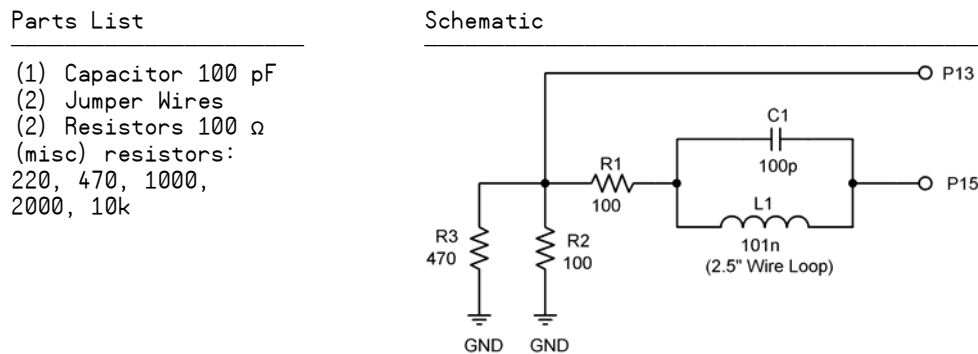 Parts List
(1) Capacitor 100 pF
(2) Jumper Wires
(2) Resistors 100 Ω
(misc) resistors:
220, 470, 1000,
2000, 10k
Schematic
P13
C1
100p
R1
100
P15
L1
101n
(2.5" Wire Loop)
R3
470
R2
100
GND
GND